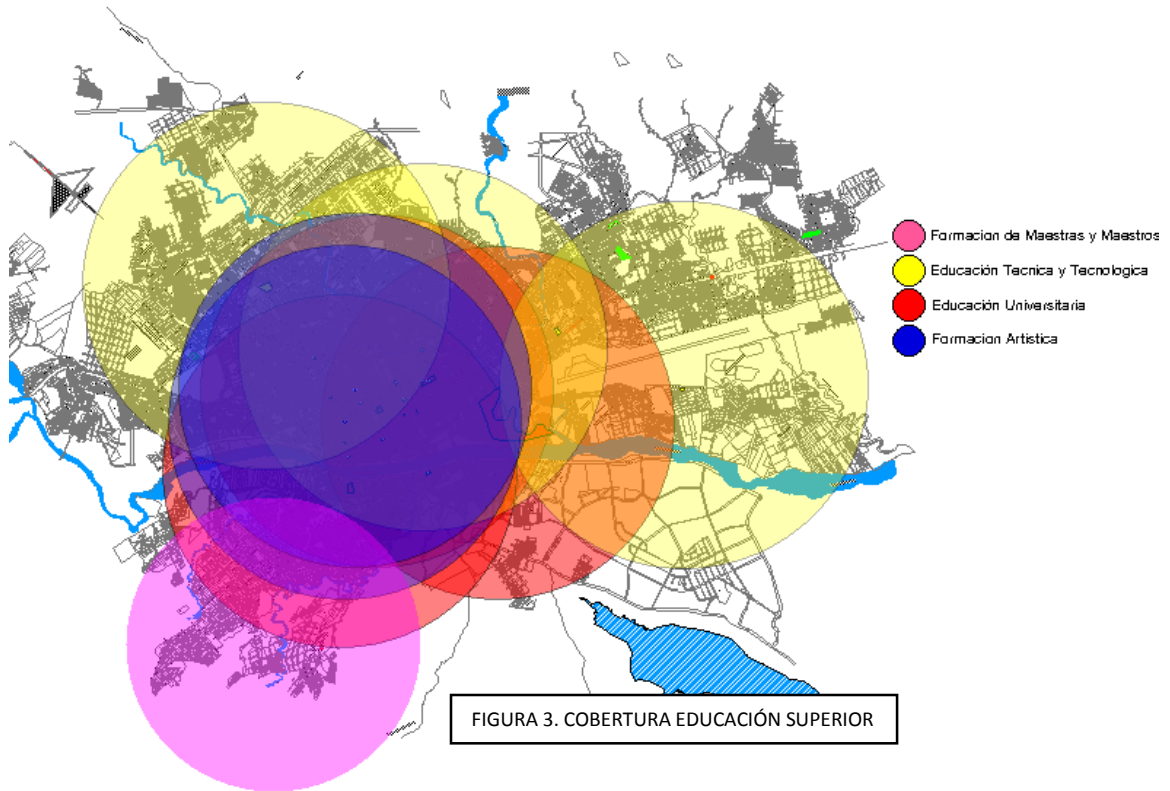 Formacion de Maestras y Maestros
Educación Tecnica y Tecnologica
Educación Universitaria
Formacion Artistica
FIGURA 3. COBERTURA EDUCACIÓN SUPERIOR